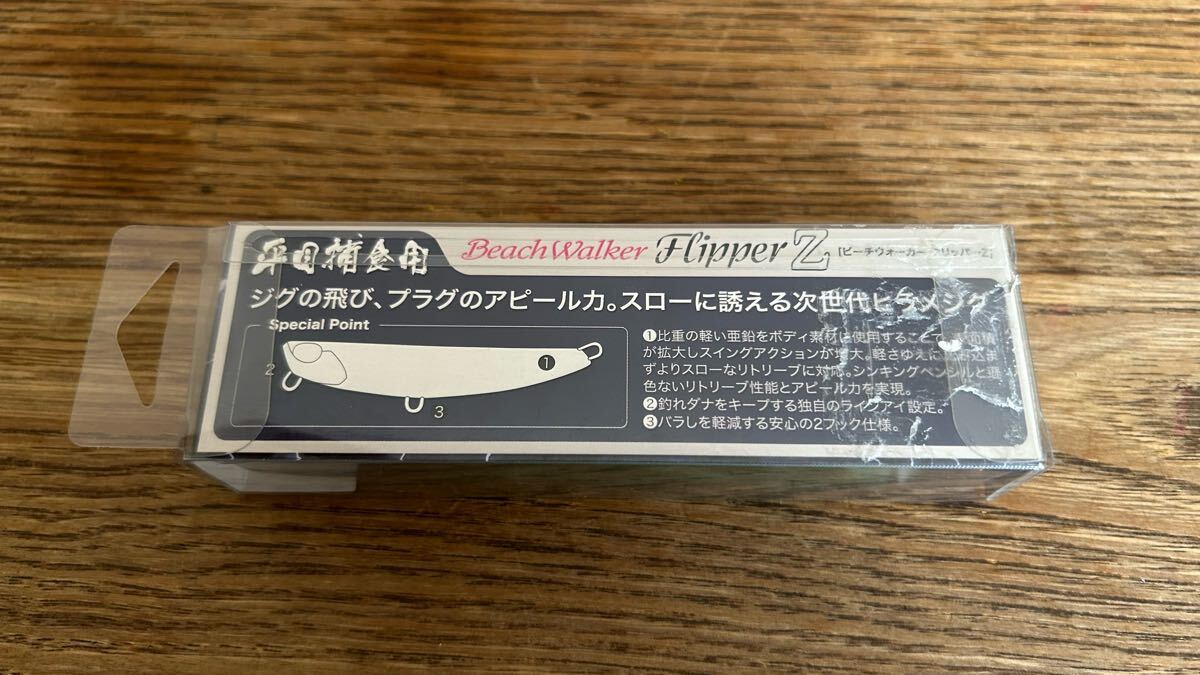 平目捕食用 Beach Walker Flipper Z [ビーチウォーカー フリッパーZ]
ジグの飛び、プラグのアピール力。スローに誘える次世代ヒラメジグ
Special Point
1
2
3
❶比重の軽い亜鉛をボディ素材に使用すること
が拡大しスイングアクションが増大。軽さゆえに
ずよりスローなリトリーブに対応。シンキングペンシルと遜
色ないリトリーブ性能とアピール力を実現。
❷釣れダナをキープする独自のラインアイ設定。
❸バラしを軽減する安心の2フック仕様。